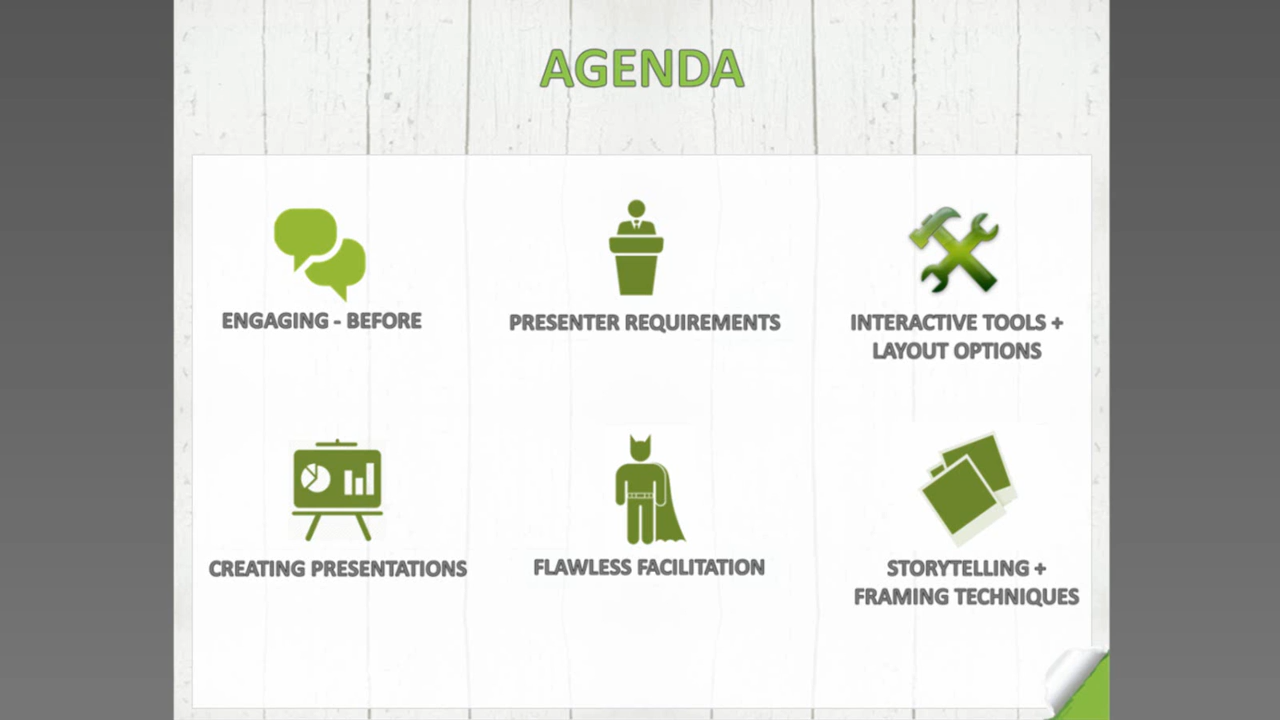 AGENDA
ENGAGING - BEFORE
PRESENTER REQUIREMENTS
INTERACTIVE TOOLS +
LAYOUT OPTIONS
CREATING PRESENTATIONS
FLAWLESS FACILITATION
STORYTELLING +
FRAMING TECHNIQUES